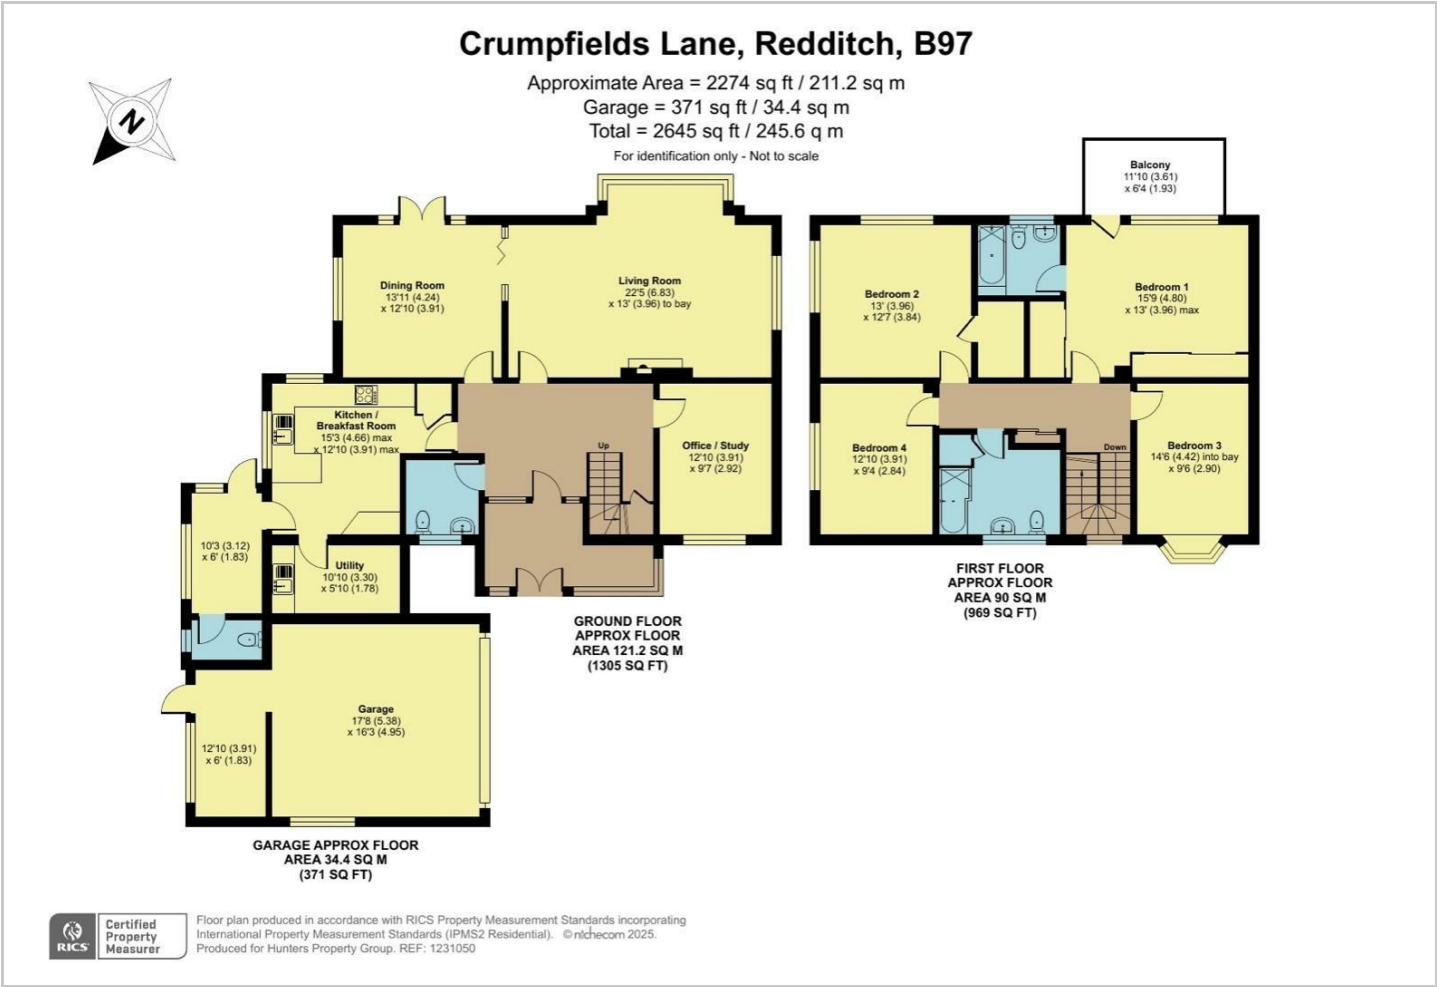 Crumpfields Lane, Redditch, B97
Approximate Area = 2274 sq ft / 211.2 sq m
Garage = 371 sq ft / 34.4 sq m
Total = 2645 sq ft / 245.6 q m
For identification only - Not to scale
N
Balcony
11'10 (3.61)
x 6'4 (1.93)
Dining Room
13'11 (4.24)
x 12'10 (3.91)
Living Room
22'5 (6.83)
x 13' (3.96) to bay
Bedroom 2
13' (3.96)
x 12'7 (3.84)
Bedroom 1
15'9 (4.80)
x 13' (3.96) max
Kitchen /
Breakfast Room
15'3 (4.66) max
x 12'10 (3.91) max
Up
Office / Study
12'10 (3.91)
x 9'7 (2.92)
Bedroom 4
12'10 (3.91)
x 9'4 (2.84)
Down
Bedroom 3
14'6 (4.42) into bay
x 9'6 (2.90)
10'3 (3.12)
x 6' (1.83)
Utility
10'10 (3.30)
x 5'10 (1.78)
GROUND FLOOR
APPROX FLOOR
AREA 121.2 SQ M
(1305 SQ FT)
FIRST FLOOR
APPROX FLOOR
AREA 90 SQ M
(969 SQ FT)
Garage
17'8 (5.38)
x 16'3 (4.95)
12'10 (3.91)
x 6' (1.83)
GARAGE APPROX FLOOR
AREA 34.4 SQ M
(371 SQ FT)
RICS
Certified
Property
Measurer
Floor plan produced in accordance with RICS Property Measurement Standards incorporating
International Property Measurement Standards (IPMS2 Residential). © nichecom 2025.
Produced for Hunters Property Group. REF: 1231050